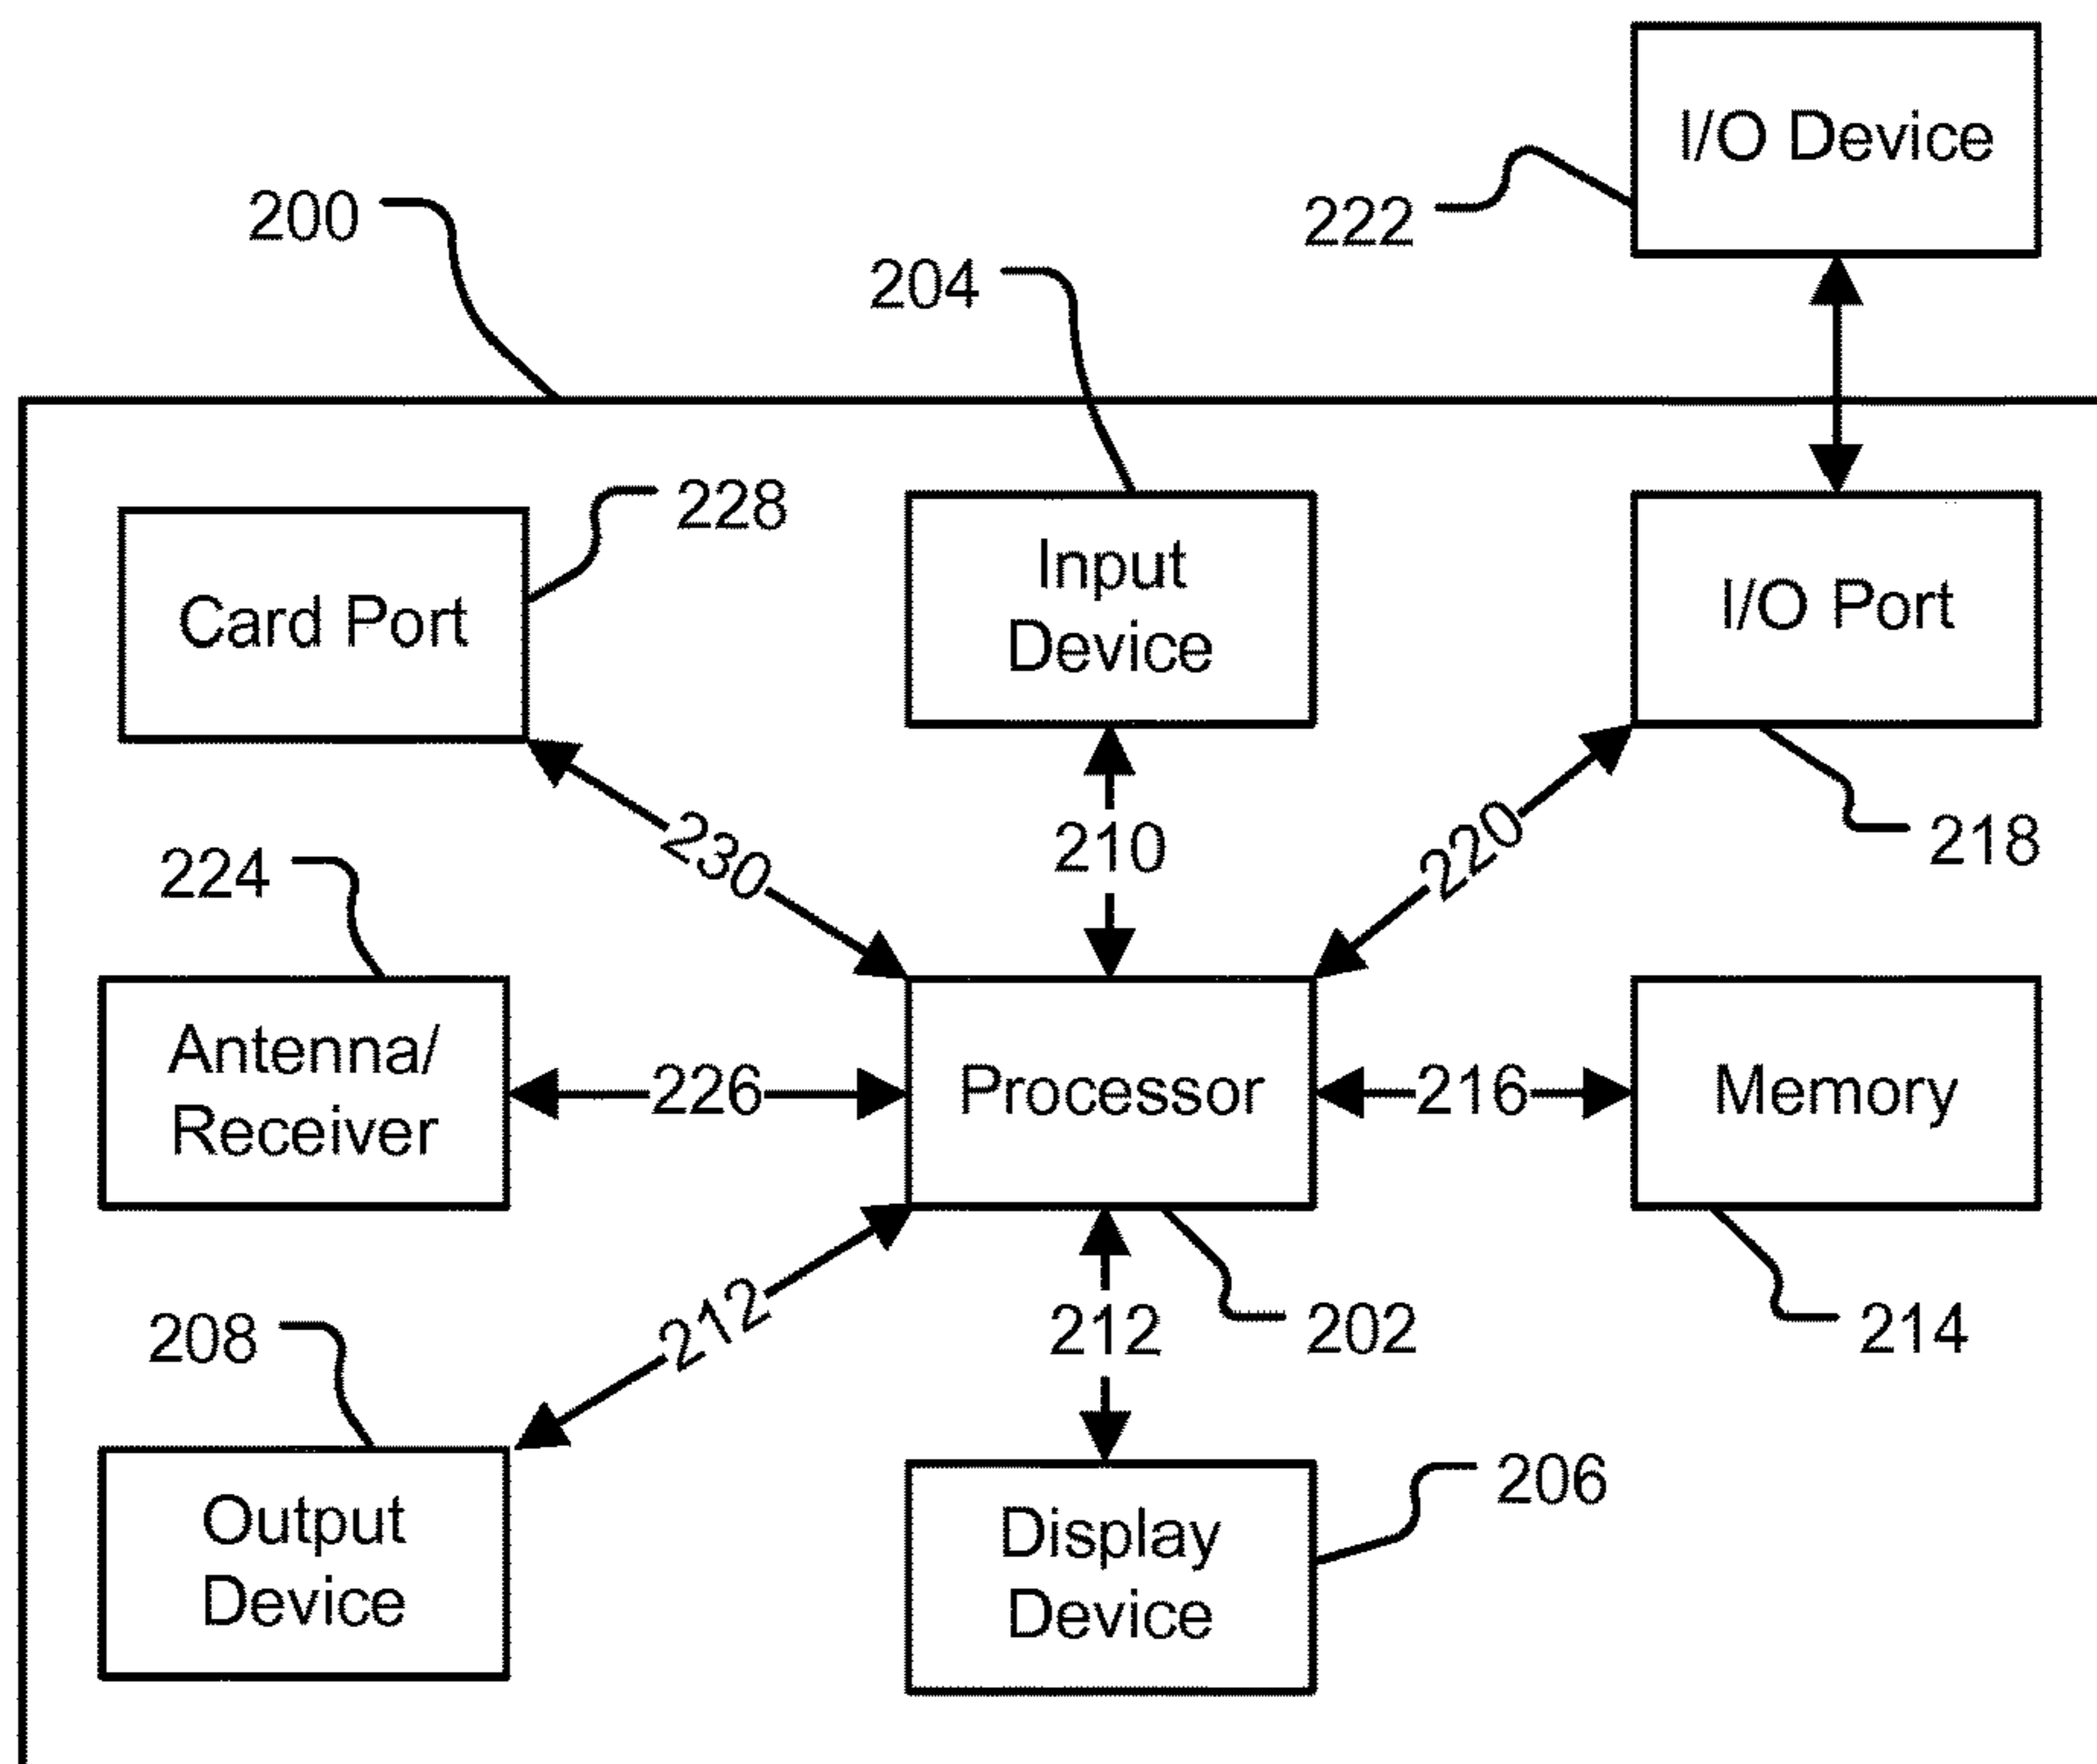 I/O Device
200
222
204
228
Input
Device
Card Port
I/O Port
230
210
220
218
224
Antenna/
Receiver
226
Processor
216
Memory
212
212
202
214
208
206
Output
Device
Display
Device